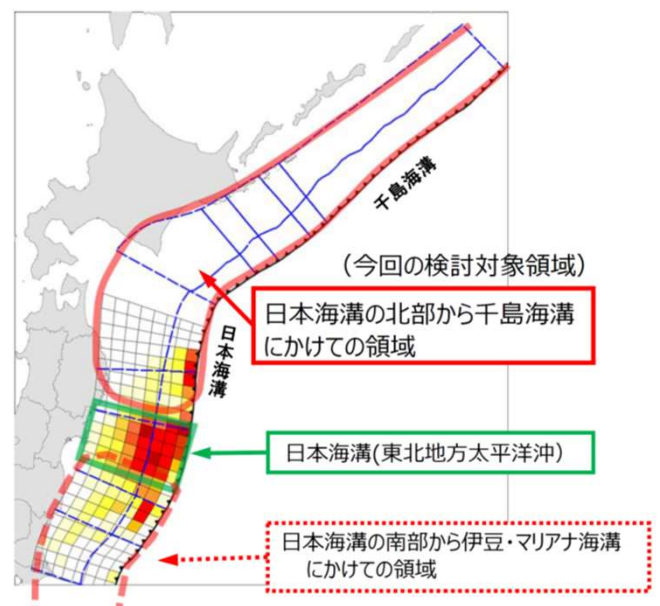 千島海溝
(今回の検討対象領域)
日本海溝の北部から千島海溝
にかけての領域
日本海溝
日本海溝(東北地方太平洋沖)
日本海溝の南部から伊豆・マリアナ海溝
にかけての領域